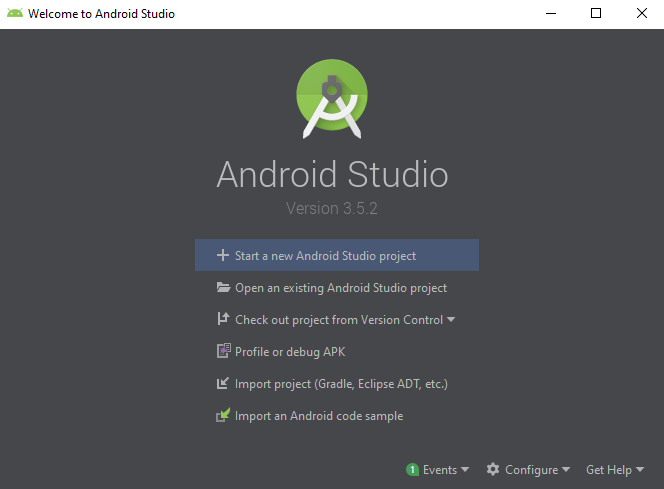 Welcome to Android Studio
Android Studio
Version 3.5.2
Start a new Android Studio project
Open an existing Android Studio project
Check out project from Version Control
Profile or debug APK
Import project (Gradle, Eclipse ADT, etc.)
Import an Android code sample
1 Events Configure Get Help